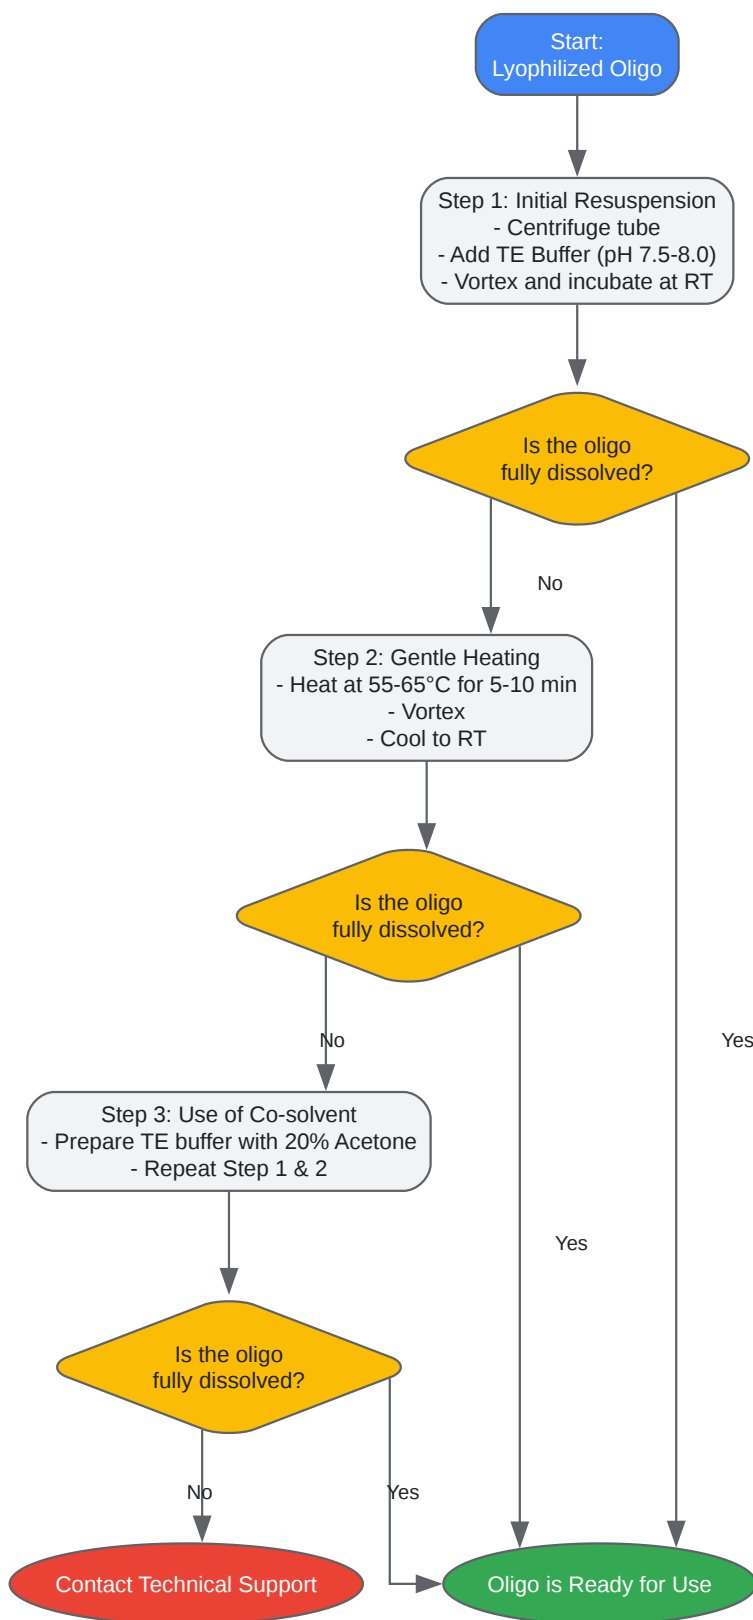 Start:
Lyophilized Oligo
Step 1: Initial Resuspension
- Centrifuge tube
- Add TE Buffer (pH 7.5-8.0)
- Vortex and incubate at RT
Is the oligo
fully dissolved?
No
Step 2: Gentle Heating
- Heat at 55-65°C for 5-10 min
- Vortex
- Cool to RT
Is the oligo
fully dissolved?
No
Yes
Step 3: Use of Co-solvent
- Prepare TE buffer with 20% Acetone
- Repeat Step 1 & 2
Yes
Is the oligo
fully dissolved?
No
Yes
Contact Technical Support
Oligo is Ready for Use